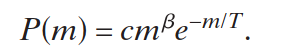 P(m) = cm^β e^{−m/T}.